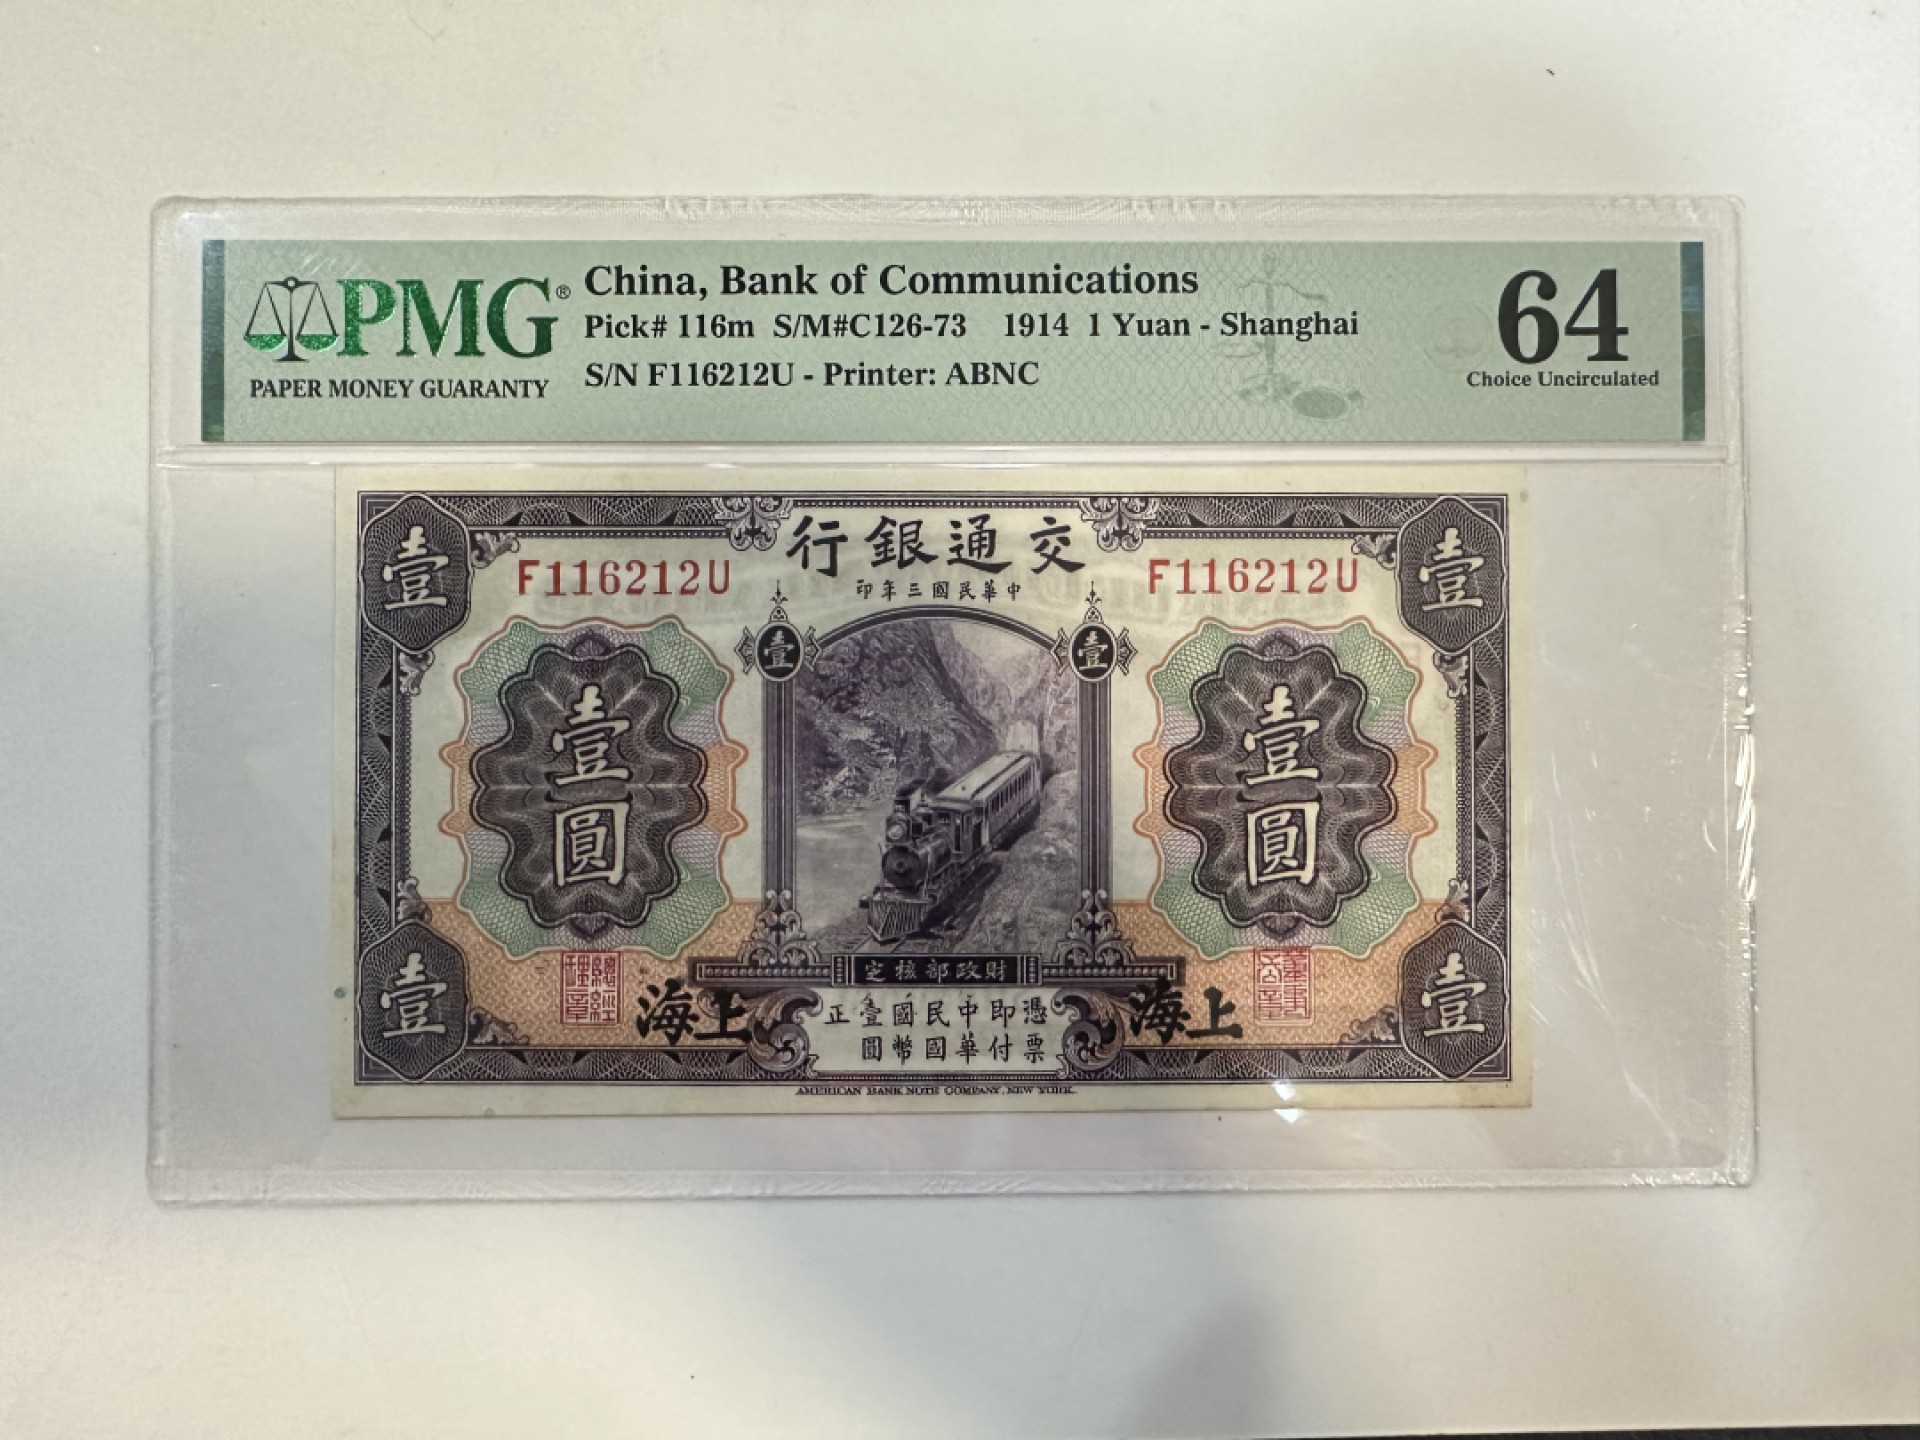 PMG®
PAPER MONEY GUARANTY
China, Bank of Communications
Pick# 116m S/M#C126-73 1914 1 Yuan - Shanghai
S/N F116212U - Printer: ABNC
64
Choice Uncirculated
壹
行銀通交
壹
F116212U
印年三國民華中
F116212U
壹
壹
壹圓
壹圓
定核部政財
海上
海上
正壹國民中即憑
圓幣國華付票
壹
壹
AMERICAN BANK NOTE COMPANY, NEW YORK.